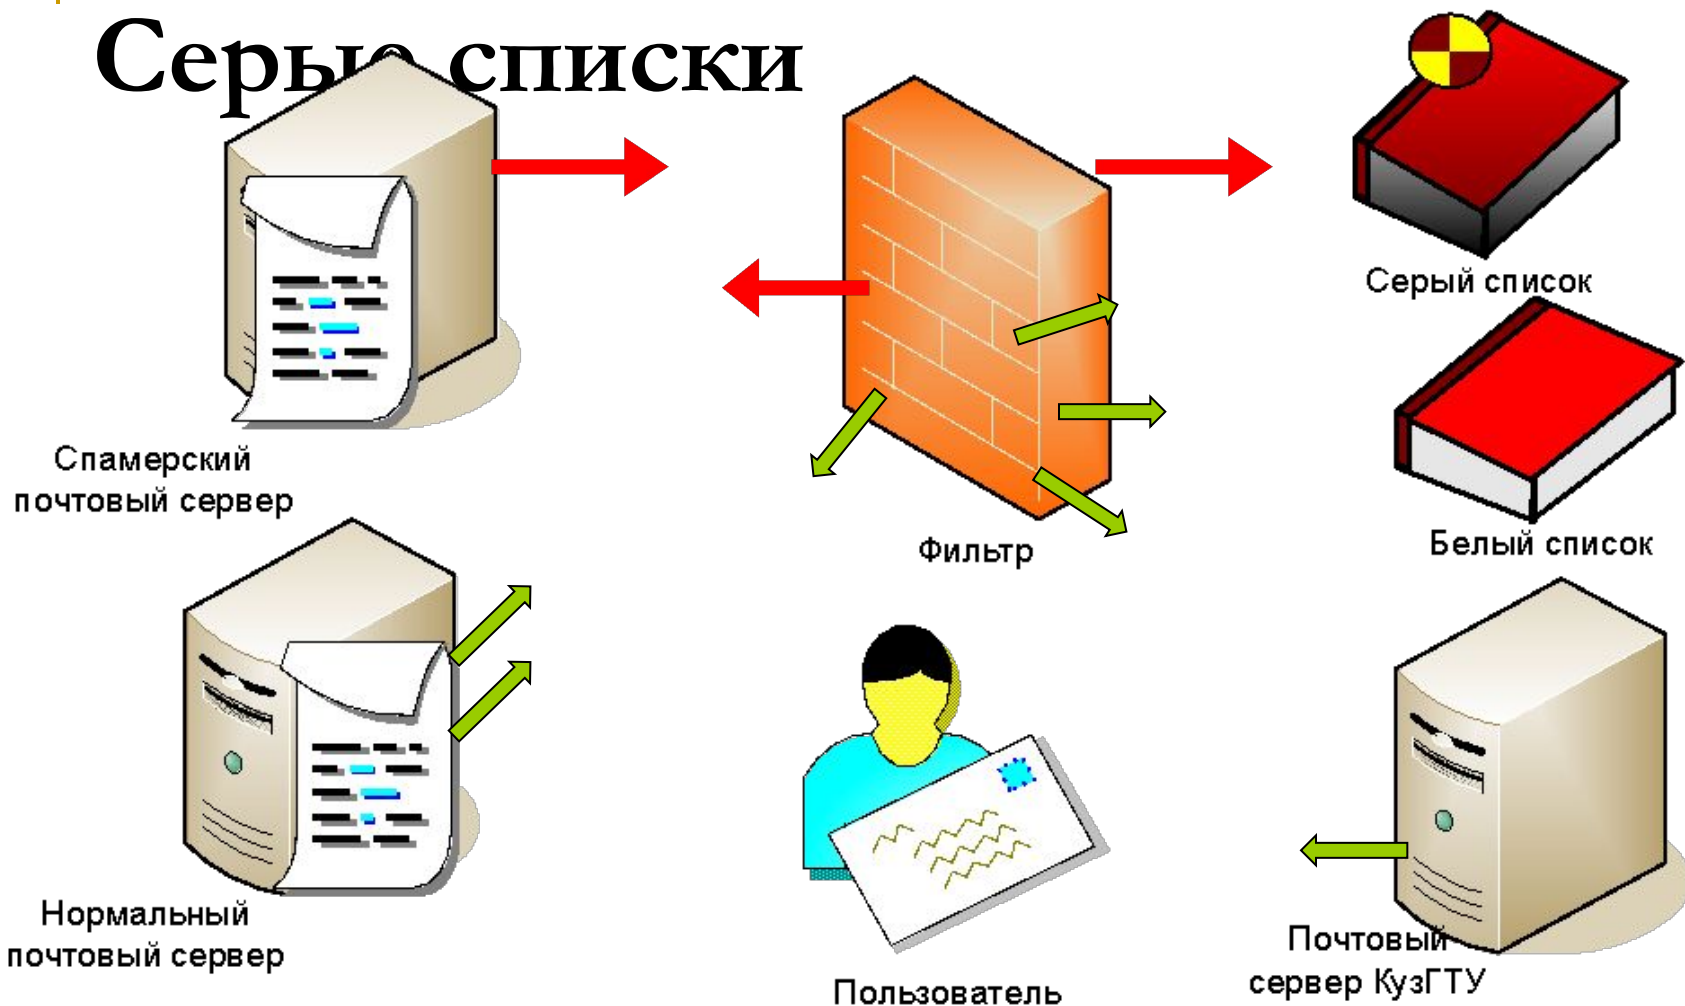 Серые списки
Серый список
Спамерский
почтовый сервер
Фильтр
Белый список
Нормальный
почтовый сервер
Пользователь
Почтовый
сервер КузГТУ